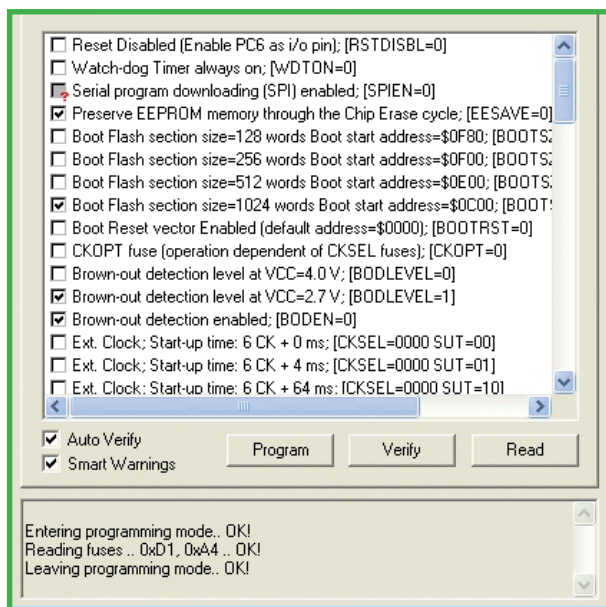 Reset Disabled (Enable PC6 as i/o pin); [RSTDISBL=0]
Watch-dog Timer always on; [WDTON=0]
Serial program downloading (SPI) enabled; [SPIEN=0]
Preserve EEPROM memory through the Chip Erase cycle; [EESAVE=0]
Boot Flash section size=128 words Boot start address=$0F80; [BOOTS
Boot Flash section size=256 words Boot start address=$0F00; [BOOTS
Boot Flash section size=512 words Boot start address=$0E00; [BOOTS
Boot Flash section size=1024 words Boot start address=$0C00; [BOOT
Boot Reset vector Enabled (default address=$0000); [BOOTRST=0]
CKOPT fuse (operation dependent of CKSEL fuses); [CKOPT=0]
Brown-out detection level at VCC=4.0 V; [BODLEVEL=0]
Brown-out detection level at VCC=2.7 V; [BODLEVEL=1]
Brown-out detection enabled; [BODEN=0]
Ext. Clock; Start-up time: 6 CK + 0 ms; [CKSEL=0000 SUT=00]
Ext. Clock; Start-up time: 6 CK + 4 ms; [CKSEL=0000 SUT=01]
Ext. Clock; Start-up time: 6 CK + 64 ms; [CKSEL=0000 SUT=10]
Auto Verify
Smart Warnings
Program
Verify
Read
Entering programming mode.. OK!
Reading fuses .. 0xD1, 0xA4 .. OK!
Leaving programming mode.. OK!